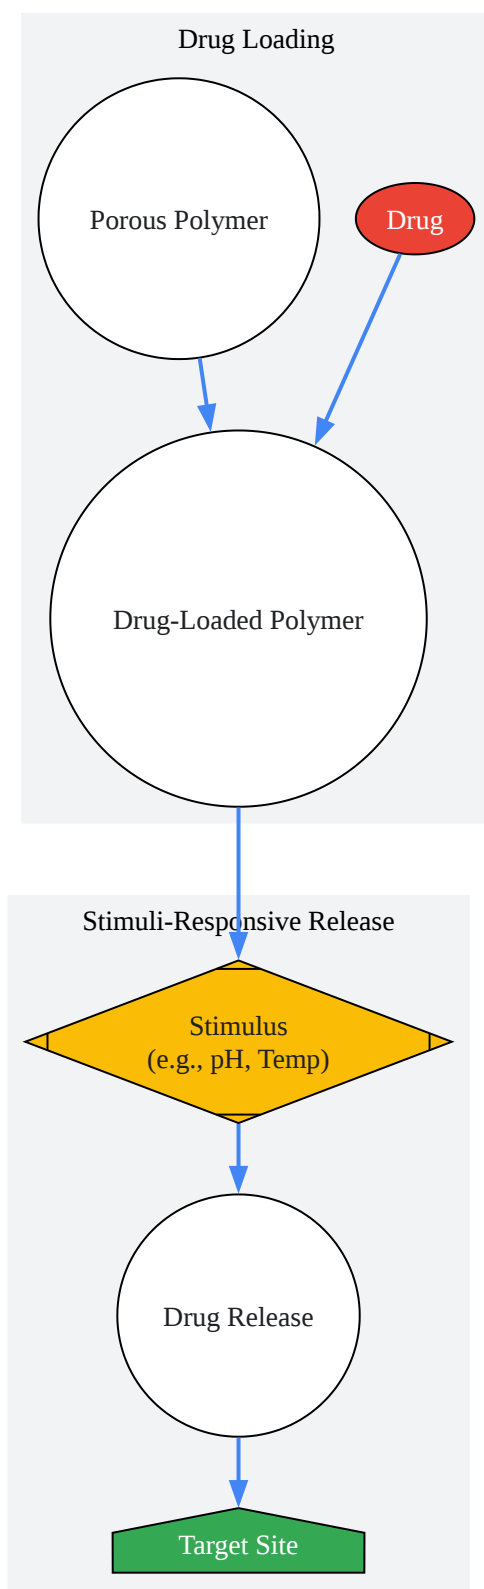 Drug Loading
Porous Polymer
Drug
Drug-Loaded Polymer
Stimuli-Responsive Release
Stimulus
(e.g., pH, Temp)
Drug Release
Target Site